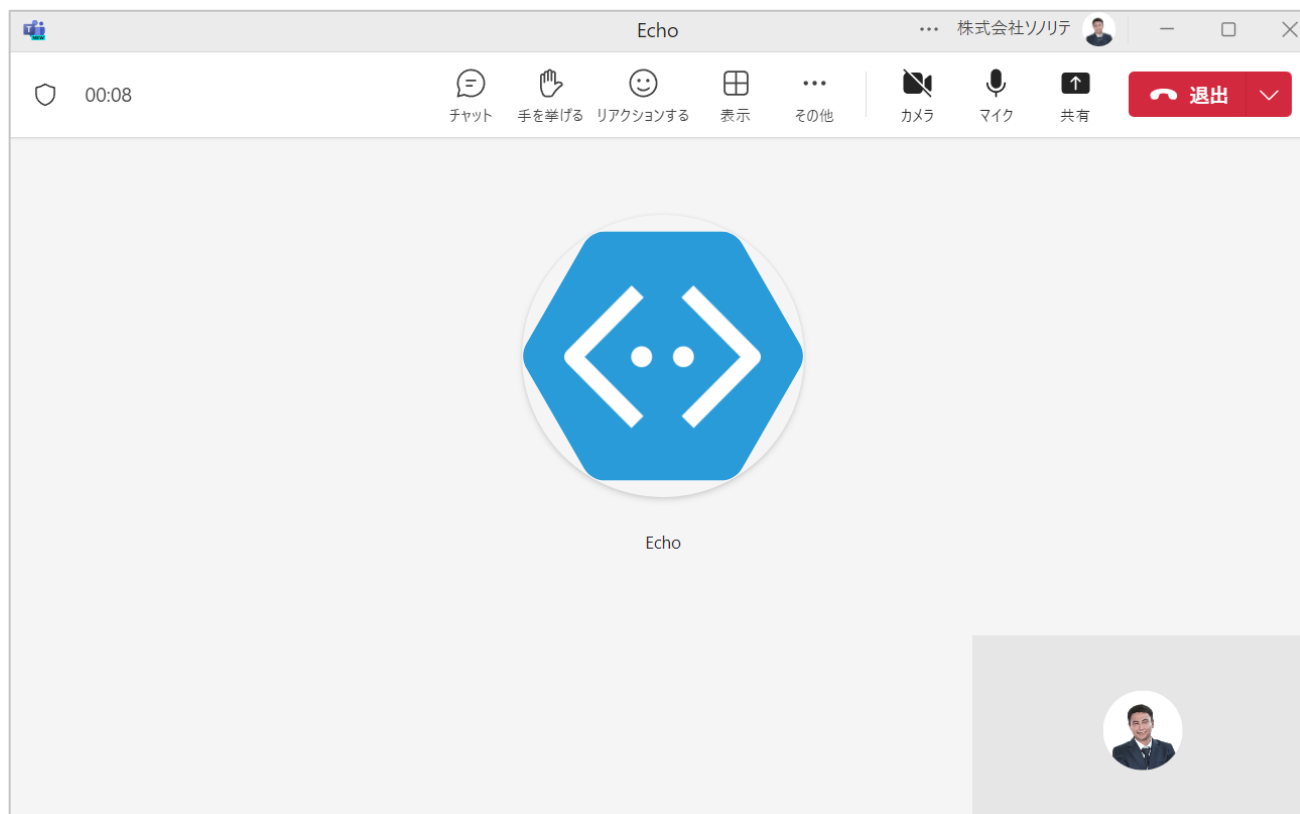 Echo
株式会社ソノリテ
00:08
チャット
手を挙げる
リアクションする
表示
その他
カメラ
マイク
共有
退出
Echo